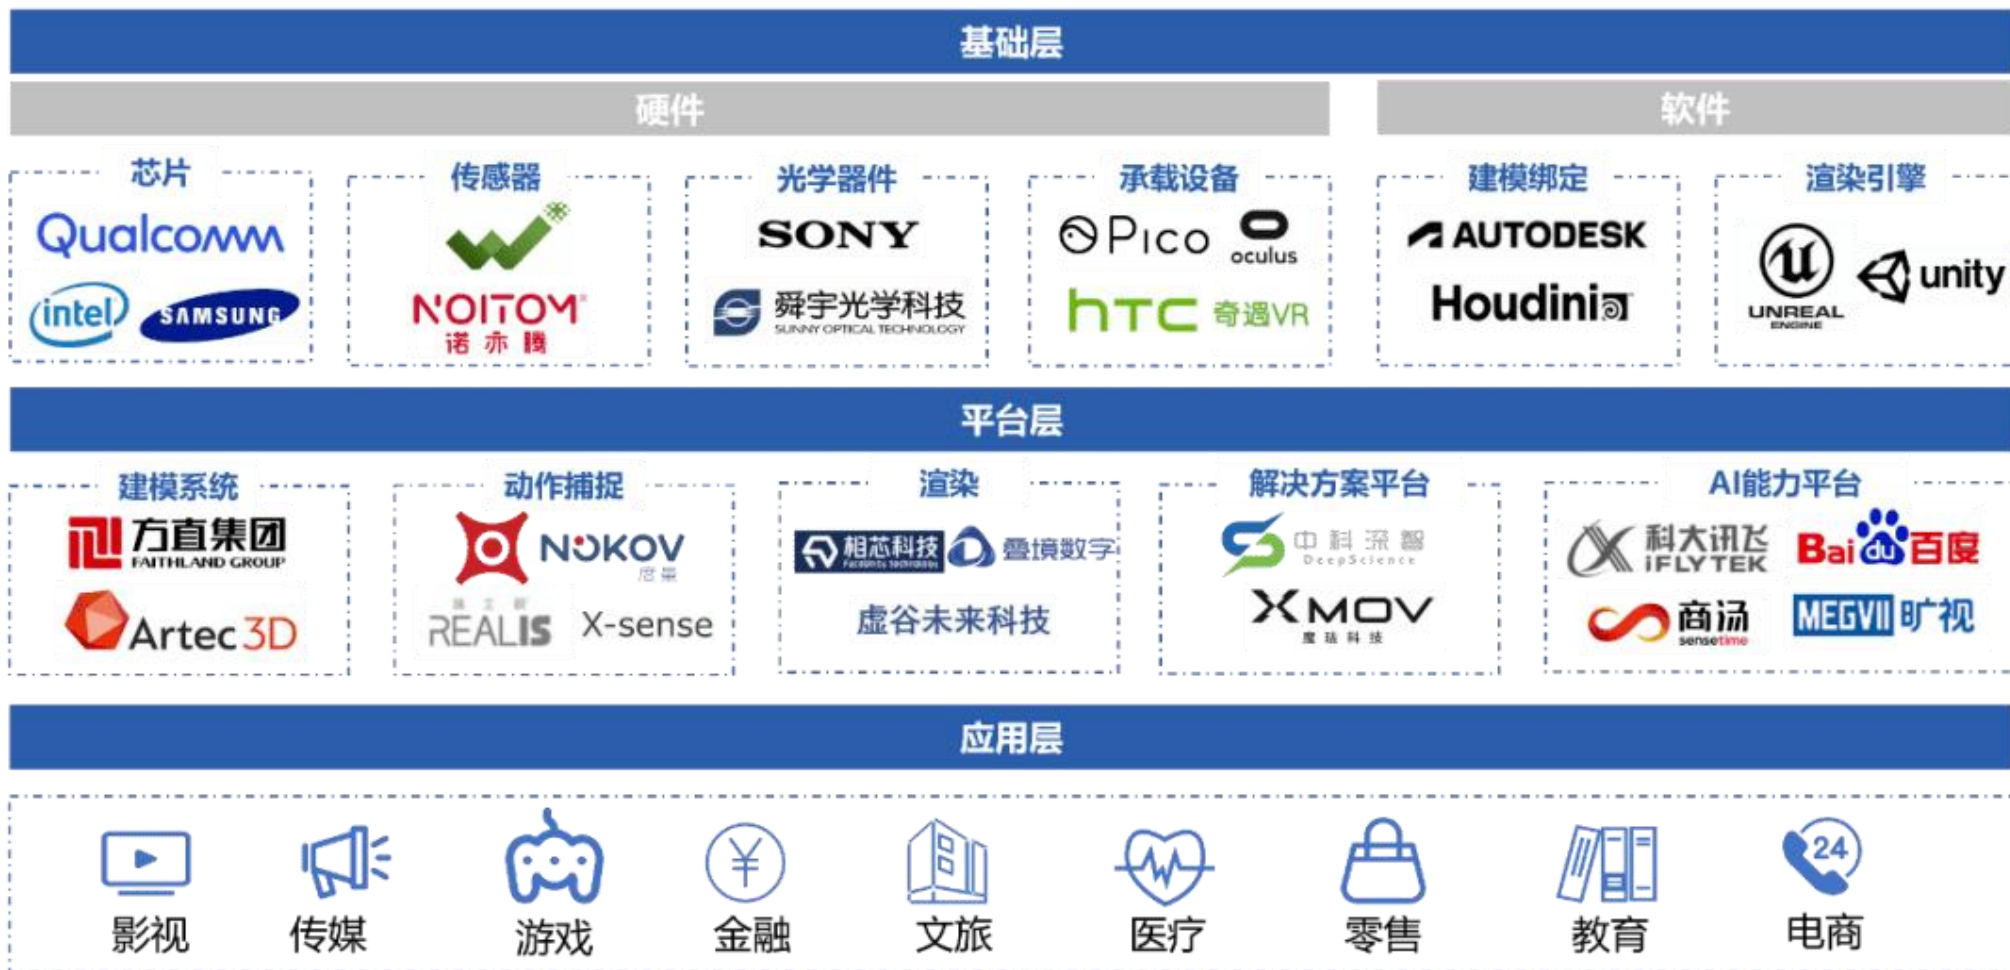 基础层
硬件
软件
芯片
传感器
光学器件
承载设备
建模绑定
渲染引擎
Qualcomm
intel
SAMSUNG
NOITOM
诺亦腾
SONY
舜宇光学科技
SUNNY OPTICAL TECHNOLOGY
Pico
oculus
hTC
奇遇VR
AUTODESK
Houdini
UNREAL
ENGINE
unity
平台层
建模系统
动作捕捉
渲染
解决方案平台
AI能力平台
方直集团
FAITHLAND GROUP
Artec 3D
NOKOV
度量
REALIS
X-sense
相芯科技
叠境数字
虚谷未来科技
中科深智
DeepScience
XMOV
魔珐科技
科大讯飞
iFLYTEK
Bai du 百度
商汤
sensetime
MEGVII 旷视
应用层
24
影视
传媒
游戏
金融
文旅
医疗
零售
教育
电商